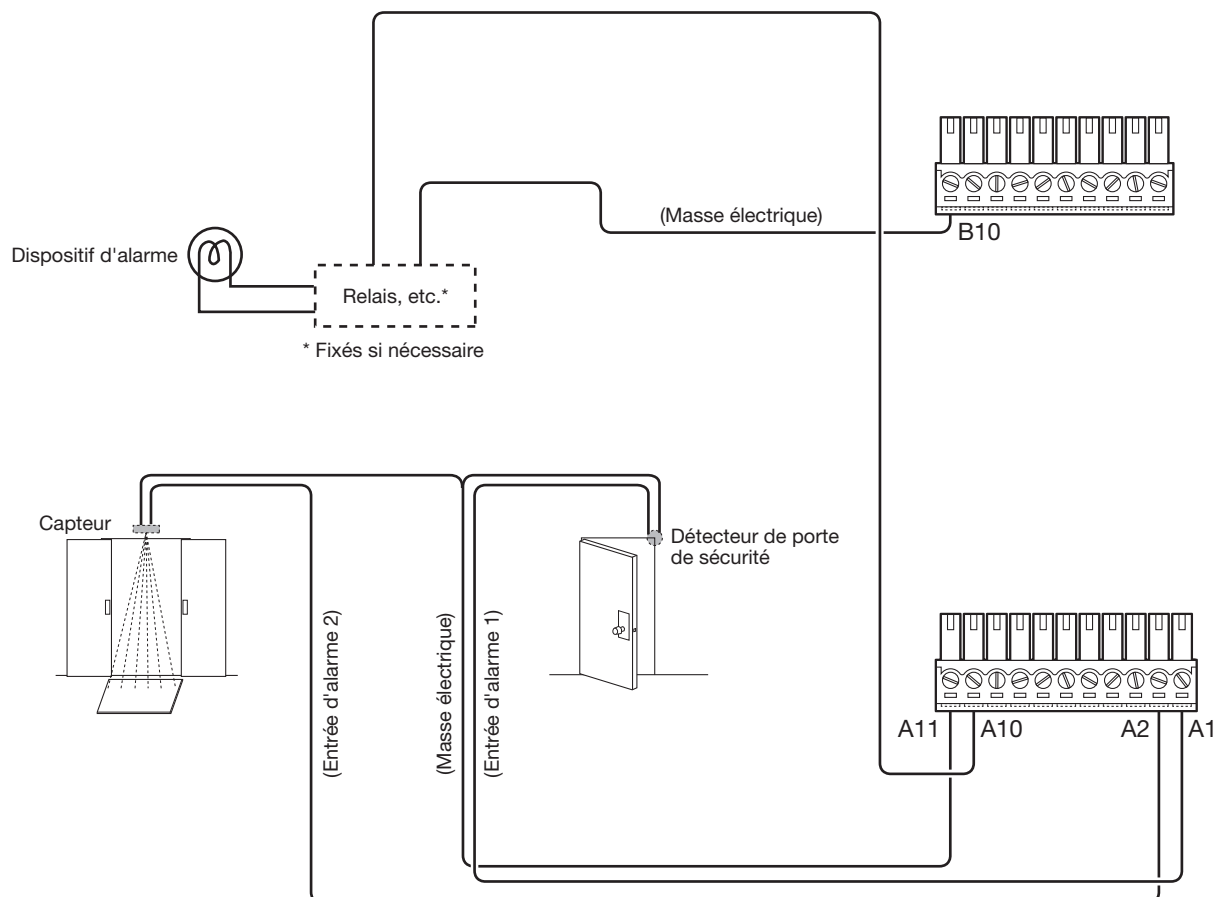 (Masse électrique)
B10
Dispositif d'alarme
Relais, etc.*
* Fixés si nécessaire
Capteur
Détecteur de porte
de sécurité
(Entrée d'alarme 2)
(Masse électrique)
(Entrée d'alarme 1)
A11
A10
A2
A1